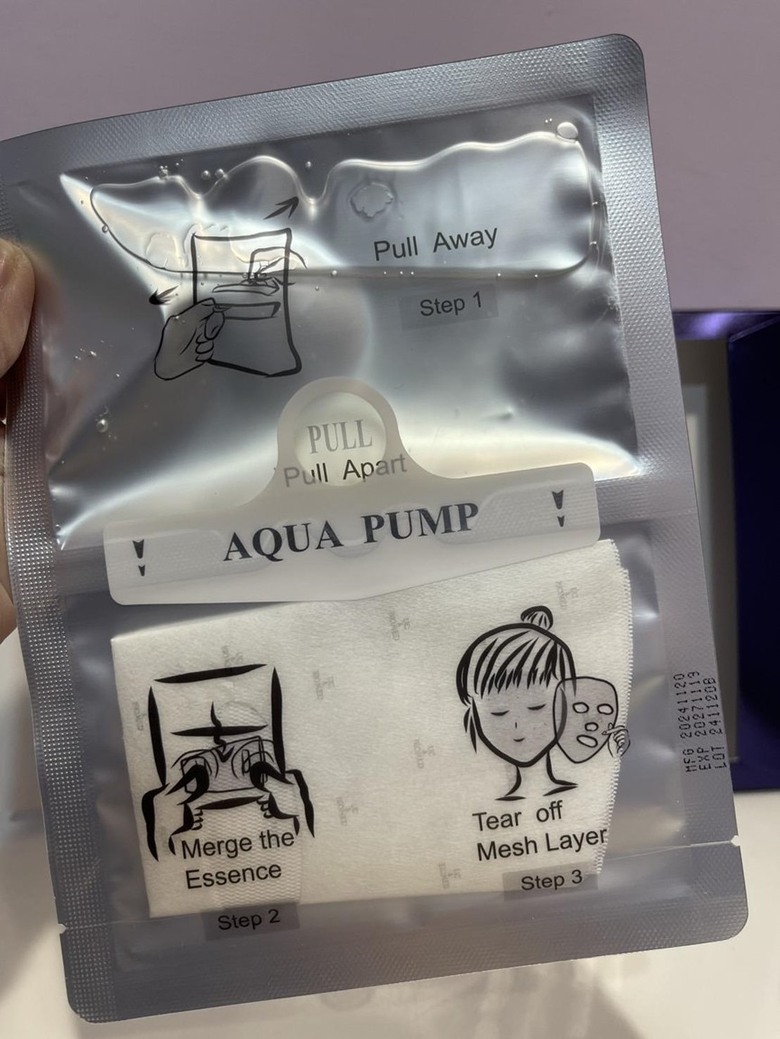 Pull Away
Step 1
PULL
Pull Apart
AQUA PUMP
Merge the
Essence
Step 2
Tear off
Mesh Layer
Step 3
MFG 20241120
EXP 20271119
LOT 241120B